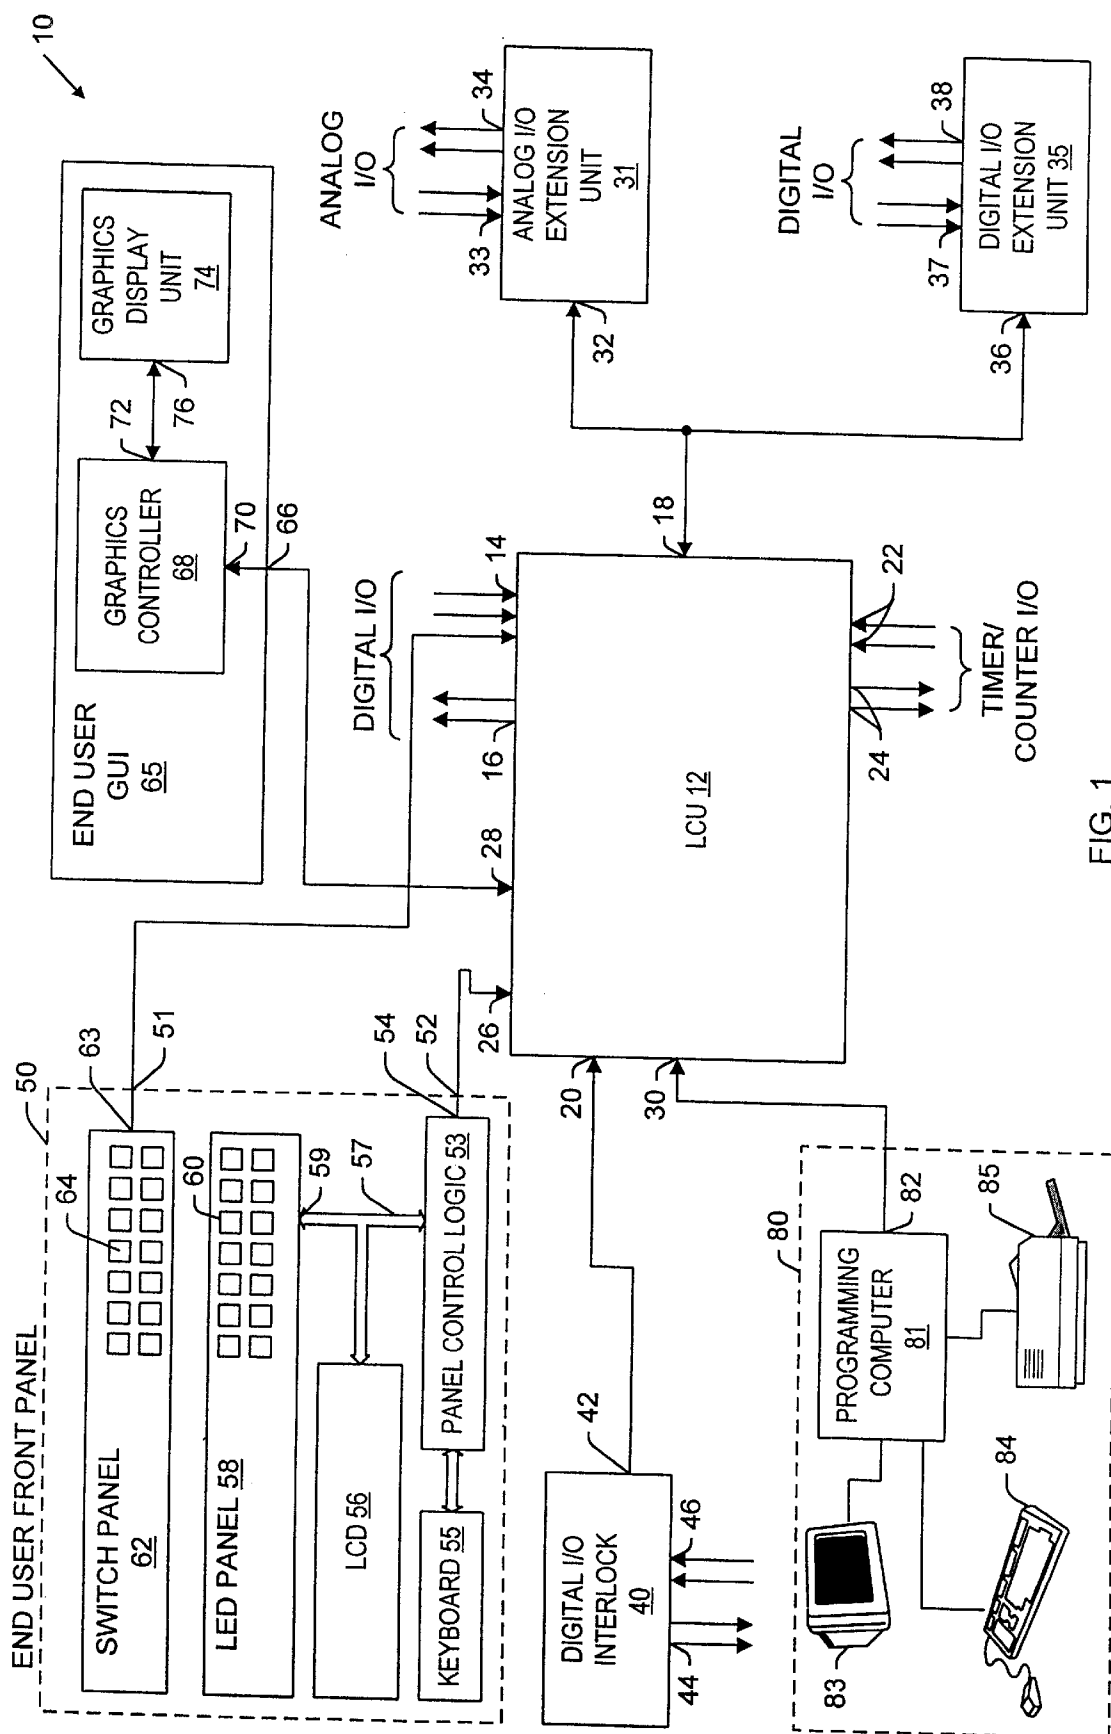 10
END USER FRONT PANEL
50
SWITCH PANEL
62
64
63
51
LED PANEL 58
60
59
57
LCD 56
54
52
PANEL CONTROL LOGIC 53
KEYBOARD 55
END USER
GUI
65
GRAPHICS
CONTROLLER
68
70
66
72
76
GRAPHICS
DISPLAY
UNIT
74
DIGITAL I/O
14
16
28
26
20
30
18
LCU 12
22
24
TIMER/
COUNTER I/O
ANALOG
I/O
33
34
ANALOG I/O
EXTENSION
UNIT
31
32
DIGITAL
I/O
37
38
DIGITAL I/O
EXTENSION
UNIT 35
36
DIGITAL I/O
INTERLOCK
40
42
44
46
80
PROGRAMMING
COMPUTER
81
82
83
84
85
FIG. 1